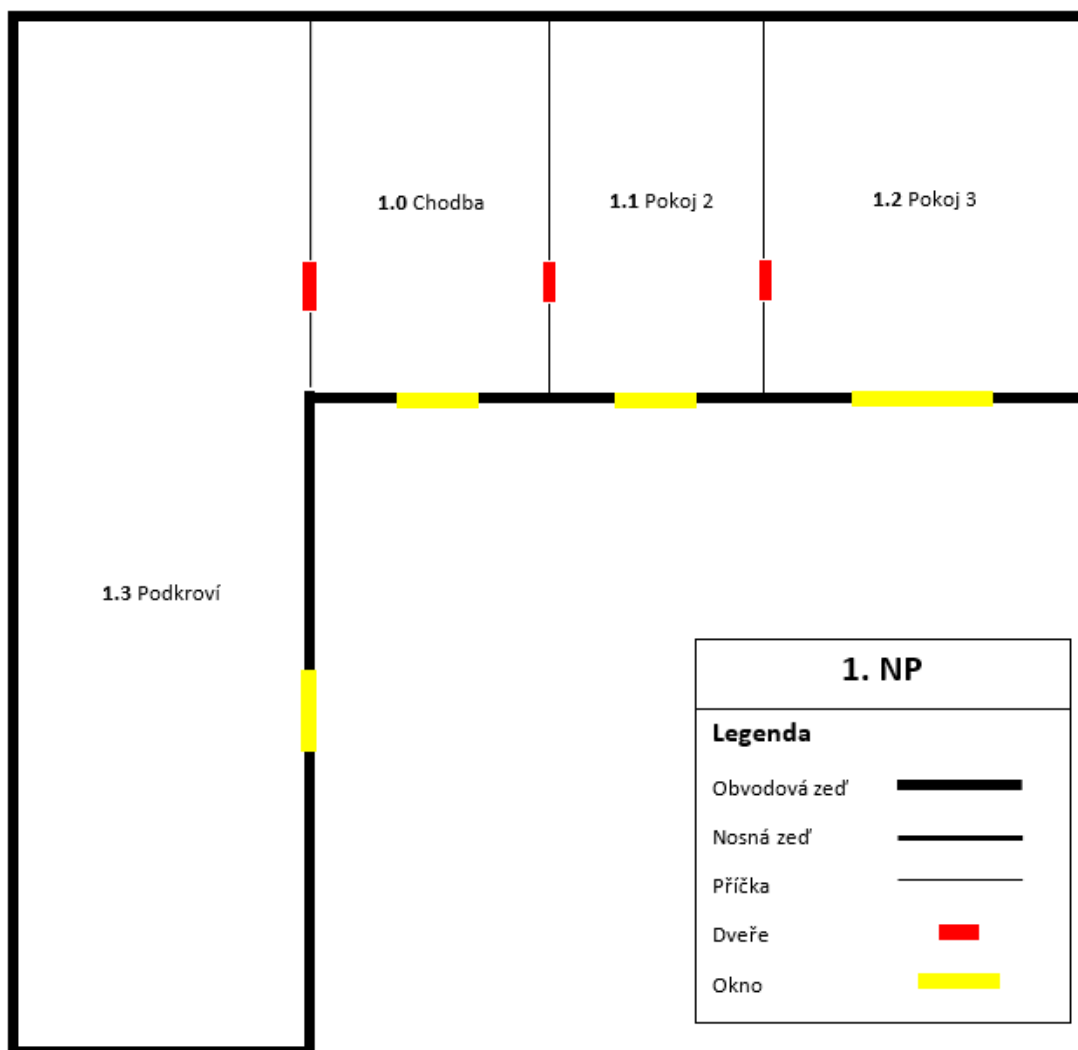 1.0 Chodba
1.1 Pokoj 2
1.2 Pokoj 3
1.3 Podkroví
1. NP
Legenda
Obvodová zeď
Nosná zeď
Příčka
Dveře
Okno